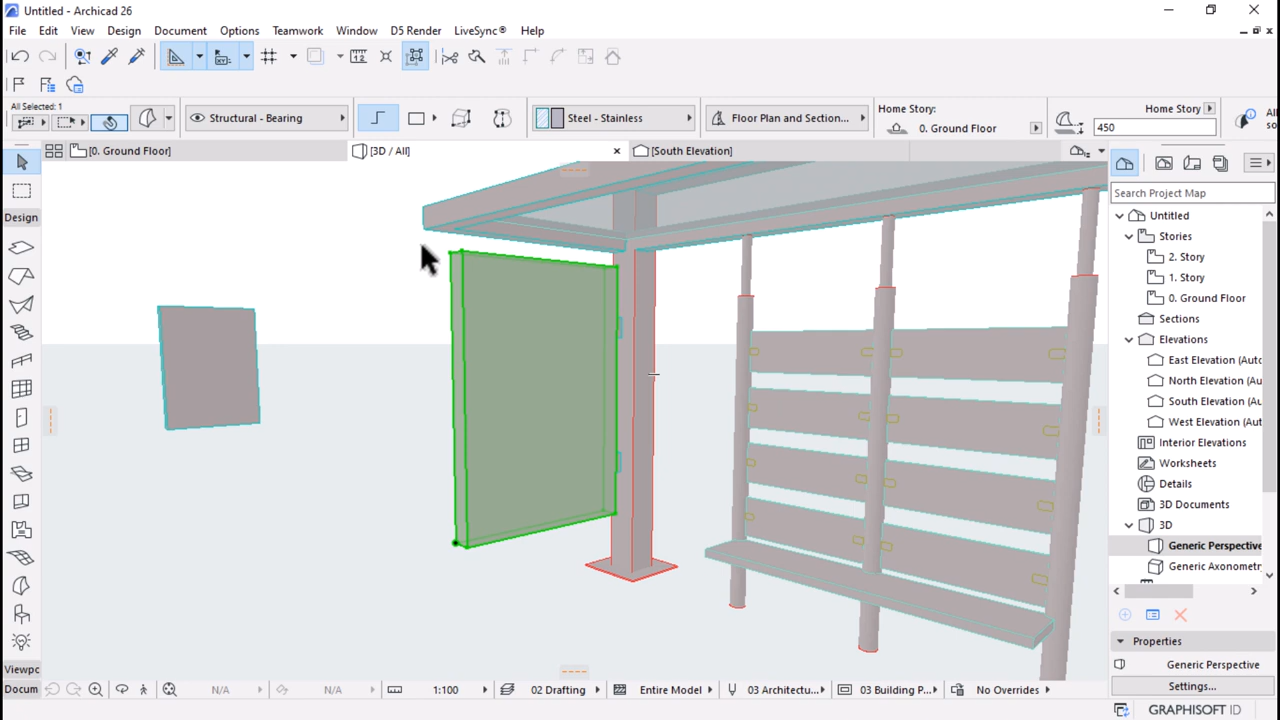 Untitled - Archicad 26
File Edit View Design Document Options Teamwork Window D5 Render LiveSync® Help
All Selected: 1
Structural - Bearing
Steel - Stainless
Floor Plan and Section...
Home Story:
0. Ground Floor
Home Story
450
All
so
[0. Ground Floor]
[3D / All]
[South Elevation]
Search Project Map
Design
Untitled
Stories
2. Story
1. Story
0. Ground Floor
Sections
Elevations
East Elevation (Auto
North Elevation (Au
South Elevation (Au
West Elevation (Aut
Interior Elevations
Worksheets
Details
3D Documents
3D
Generic Perspective
Generic Axonometr
Properties
Generic Perspective
Settings...
Viewpc
Docum
N/A
N/A
1:100
02 Drafting
Entire Model
03 Architectu...
03 Building P...
No Overrides
GRAPHISOFT ID